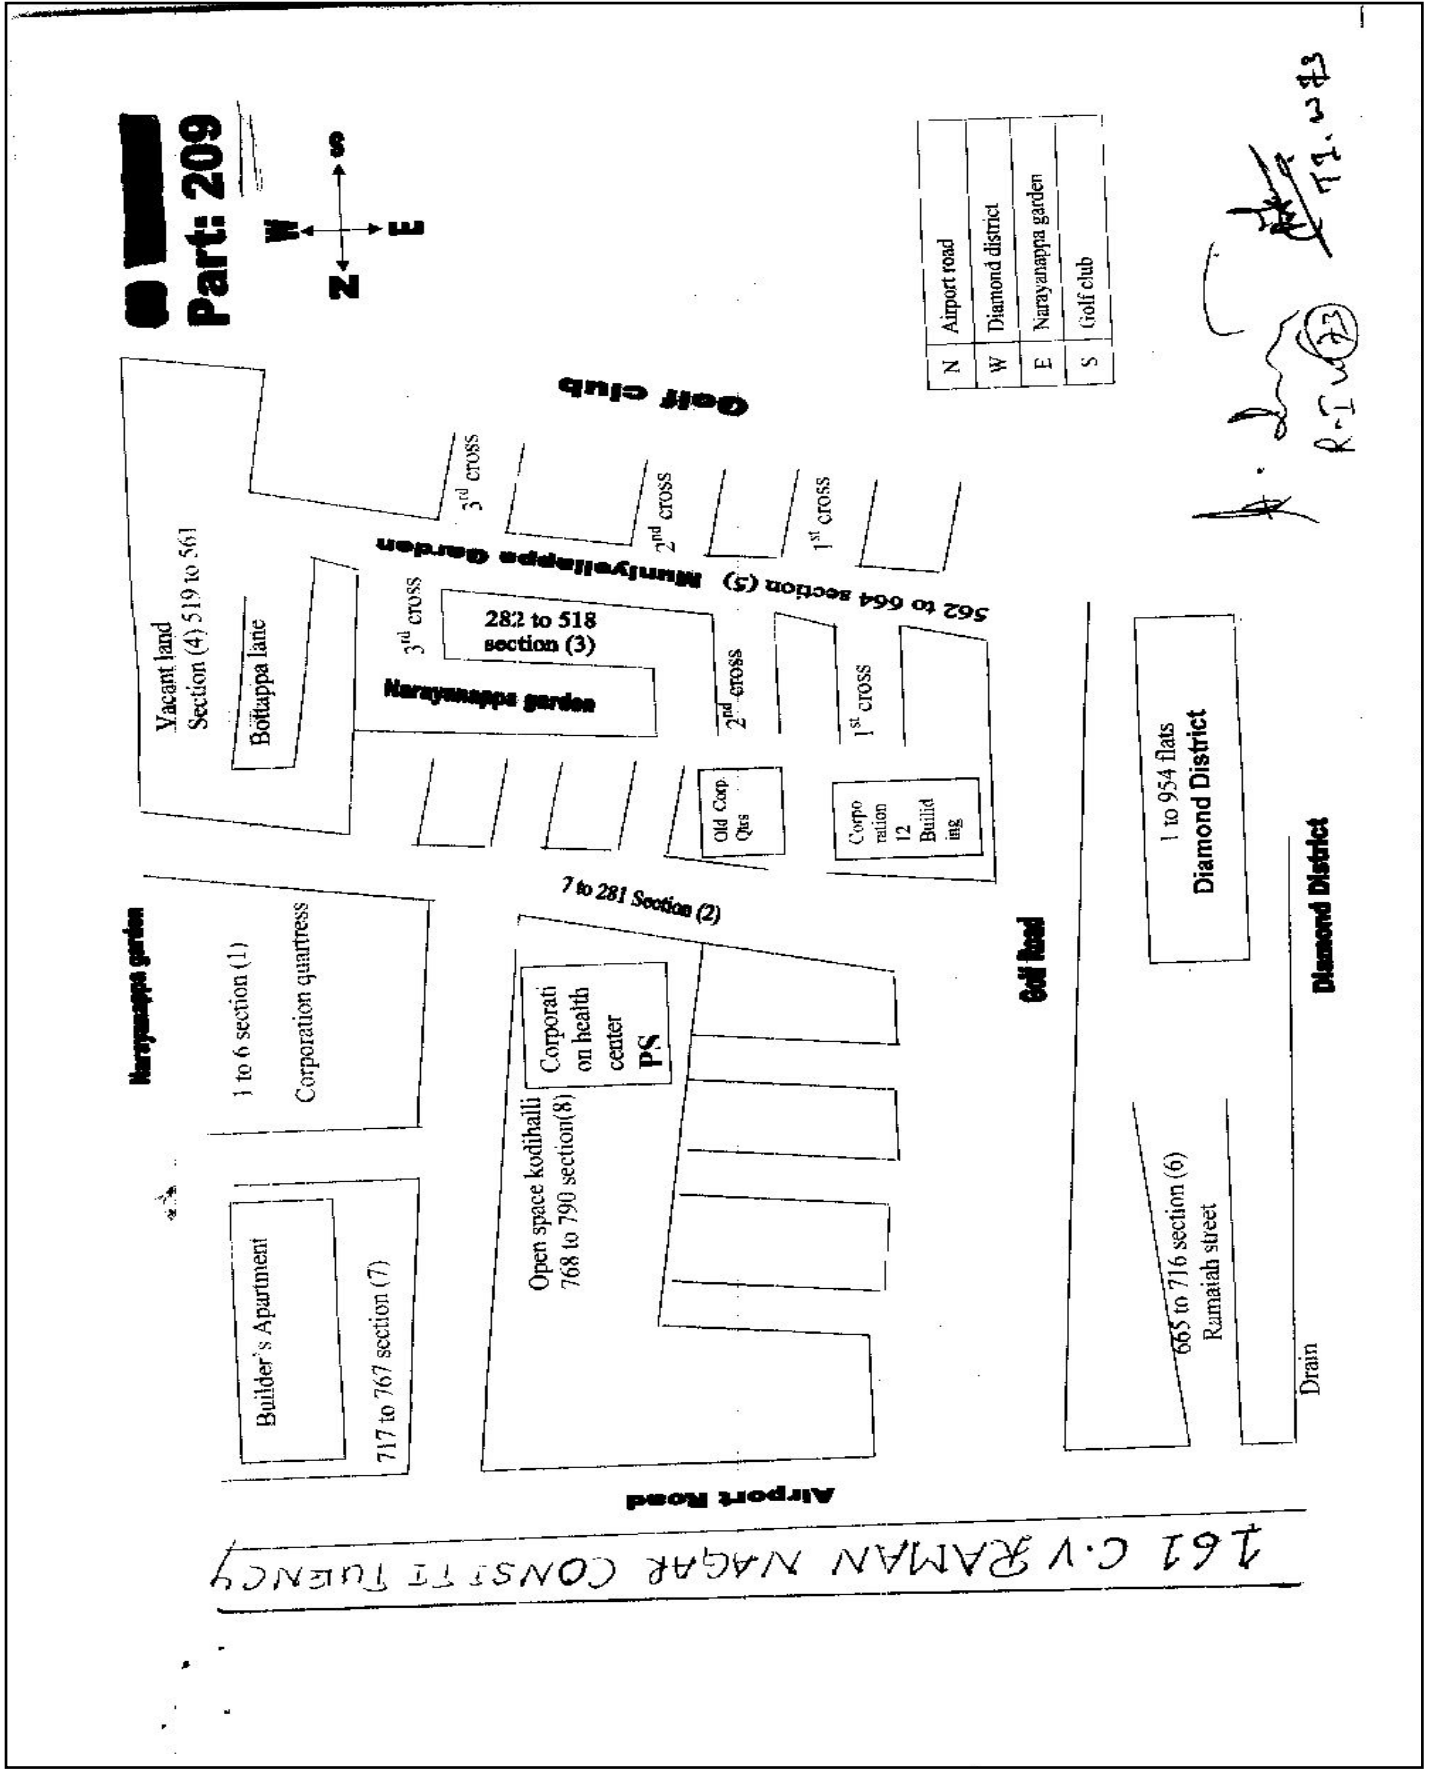 Part: 209
W
N
S
E
N Airport road
W Diamond district
E Narayanappa garden
S Golf club
Golf club
Vacant land
Section (4) 519 to 561
Bottappa lane
3rd cross
2nd cross
1st cross
Muniyellappa Garden
562 to 664 section (5)
3rd cross
282 to 518
section (3)
Narayanappa garden
2nd cross
1st cross
Old Corp
Qtrs
Corpo
ration
12
Builid
ing
7 to 281 Section (2)
Narayanappa garden
1 to 6 section (1)
Corporation quartress
Corporati
on health
center
PS
Open space kodihalli
768 to 790 section(8)
Builder's Apartment
717 to 767 section (7)
Golf Road
1 to 954 flats
Diamond District
Diamond District
665 to 716 section (6)
Ramaiah street
Drain
Airport Road
161 C.V RAMAN NAGAR CONSTITUENCY
R-I w 73
TI. w 73